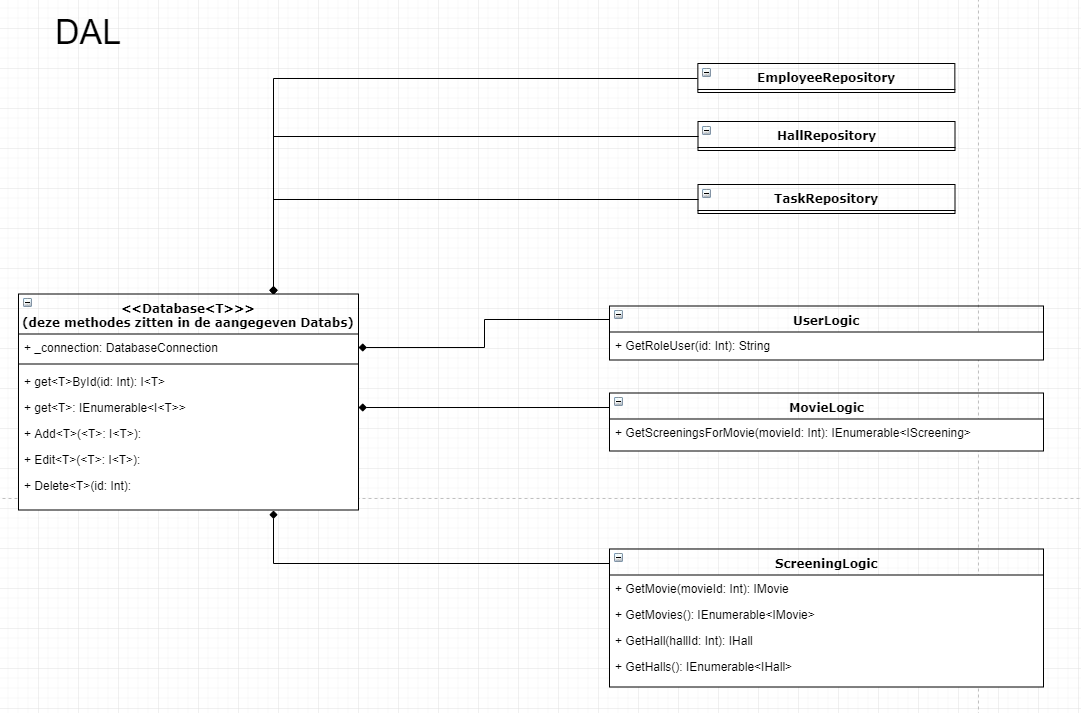 DAL
EmployeeRepository
HallRepository
TaskRepository
<<Database<T>>>
(deze methodes zitten in de aangegeven Databs)
+ _connection: DatabaseConnection
+ get<T>ById(id: Int): I<T>
+ get<T>: IEnumerable<I<T>>
+ Add<T>(<T>: I<T>):
+ Edit<T>(<T>: I<T>):
+ Delete<T>(id: Int):
UserLogic
+ GetRoleUser(id: Int): String
MovieLogic
+ GetScreeningsForMovie(movieId: Int): IEnumerable<IScreening>
ScreeningLogic
+ GetMovie(movieId: Int): IMovie
+ GetMovies(): IEnumerable<IMovie>
+ GetHall(hallId: Int): IHall
+ GetHalls(): IEnumerable<IHall>